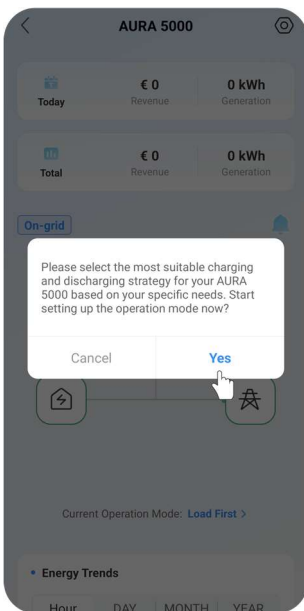 AURA 5000
€ 0
0 kWh
Today
Revenue
Generation
€ 0
0 kWh
Total
Revenue
Generation
On-grid
Please select the most suitable charging
and discharging strategy for your AURA
5000 based on your specific needs. Start
setting up the operation mode now?
Cancel
Yes
Current Operation Mode: Load First >
• Energy Trends
Hour DAY MONTH YEAR